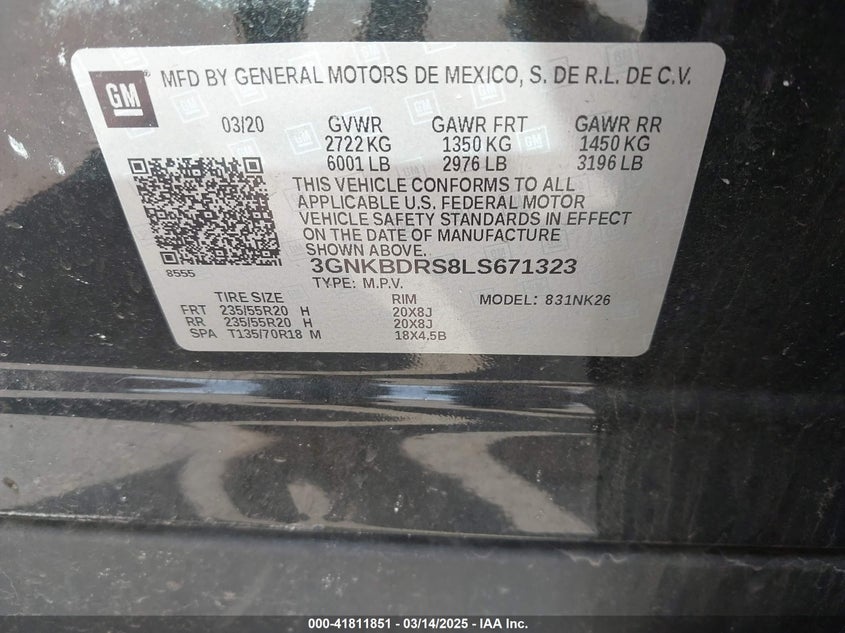 GM
MFD BY GENERAL MOTORS DE MEXICO, S. DE R.L. DE C.V.
03/20 GVWR GAWR FRT GAWR RR
2722 KG 1350 KG 1450 KG
6001 LB 2976 LB 3196 LB
THIS VEHICLE CONFORMS TO ALL
APPLICABLE U.S. FEDERAL MOTOR
VEHICLE SAFETY STANDARDS IN EFFECT
ON THE DATE OF MANUFACTURE
SHOWN ABOVE.
8555
3GNKBDRS8LS671323
TYPE: M.P.V.
TIRE SIZE RIM MODEL: 831NK26
FRT 235/55R20 H 20X8J
RR 235/55R20 H 20X8J
SPA T135/70R18 M 18X4,5B
000-41811851 - 03/14/2025 - IAA Inc.